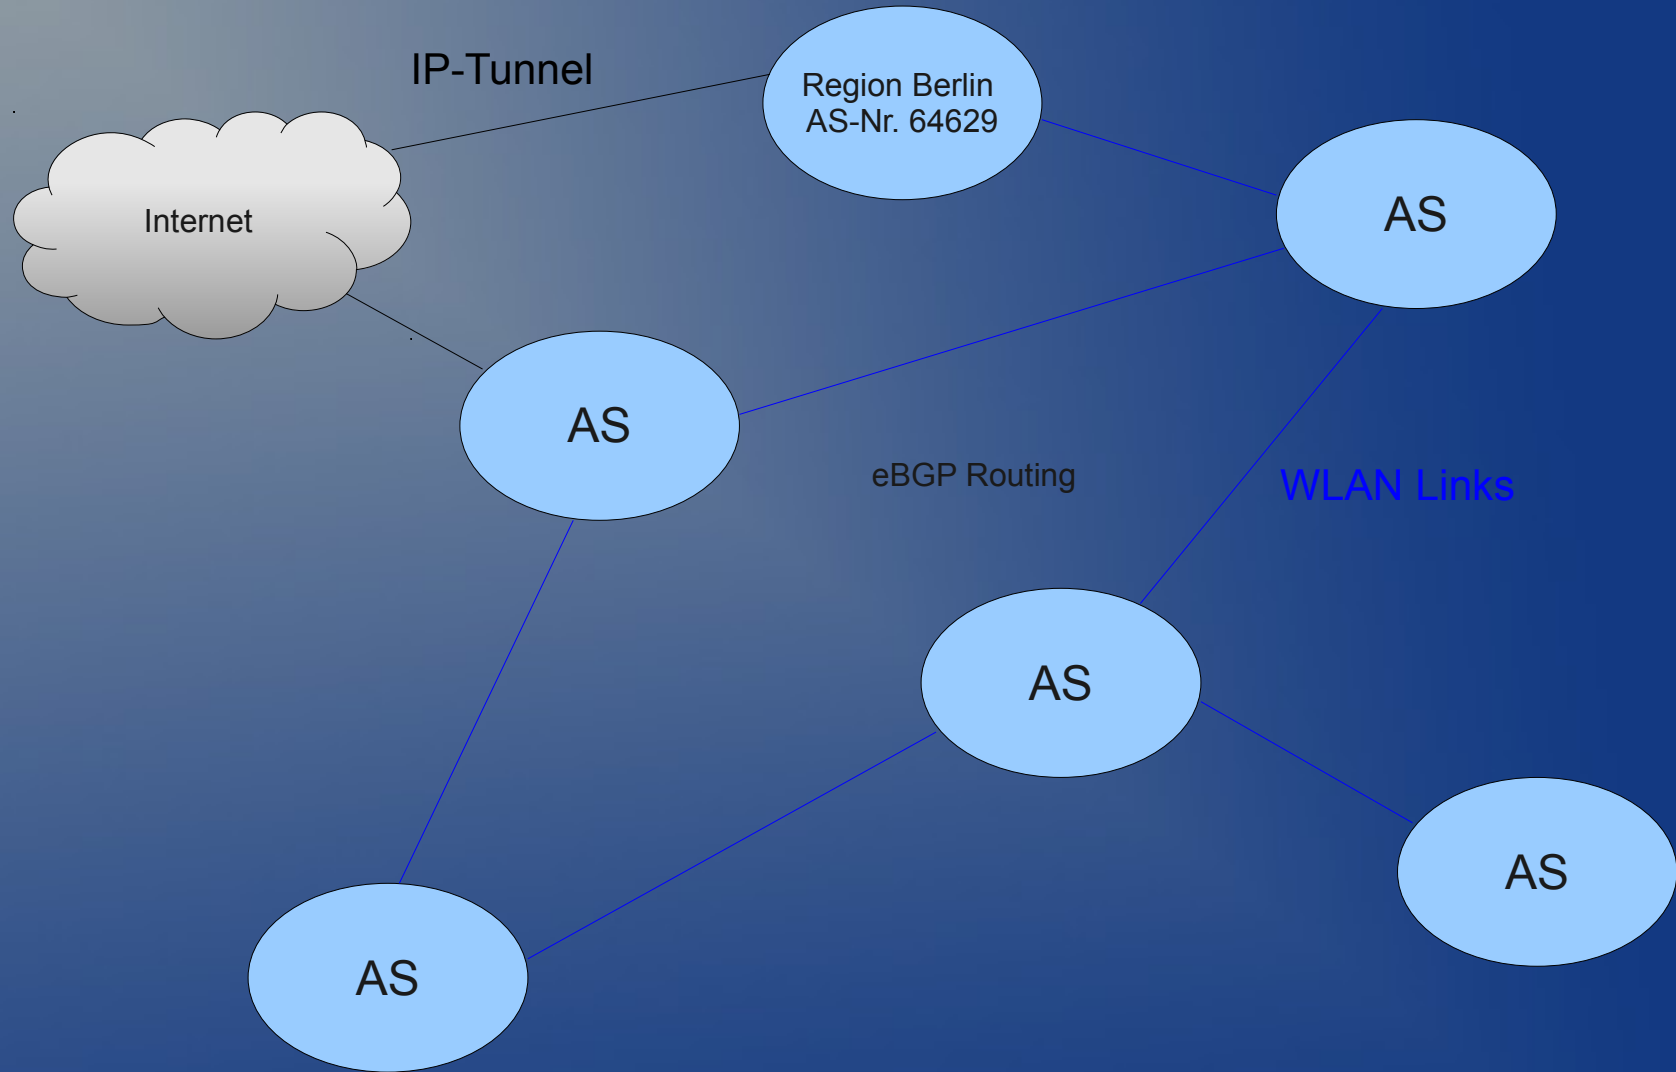 IP-Tunnel
Region Berlin
AS-Nr. 64629
Internet
AS
AS
eBGP Routing
WLAN Links
AS
AS
AS